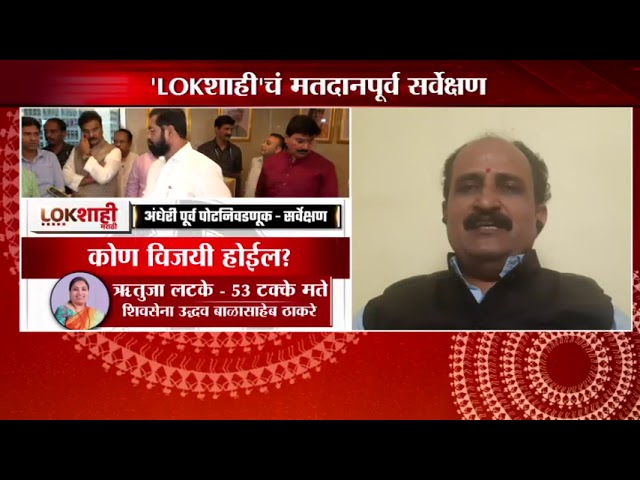 'LOKशाही'चं मतदानपूर्व सर्वेक्षण
LOKशाही
मराठी
अंधेरी पूर्व पोटनिवडणूक - सर्वेक्षण
कोण विजयी होईल?
ऋतुजा लटके - 53 टक्के मते
शिवसेना उद्धव बाळासाहेब ठाकरे